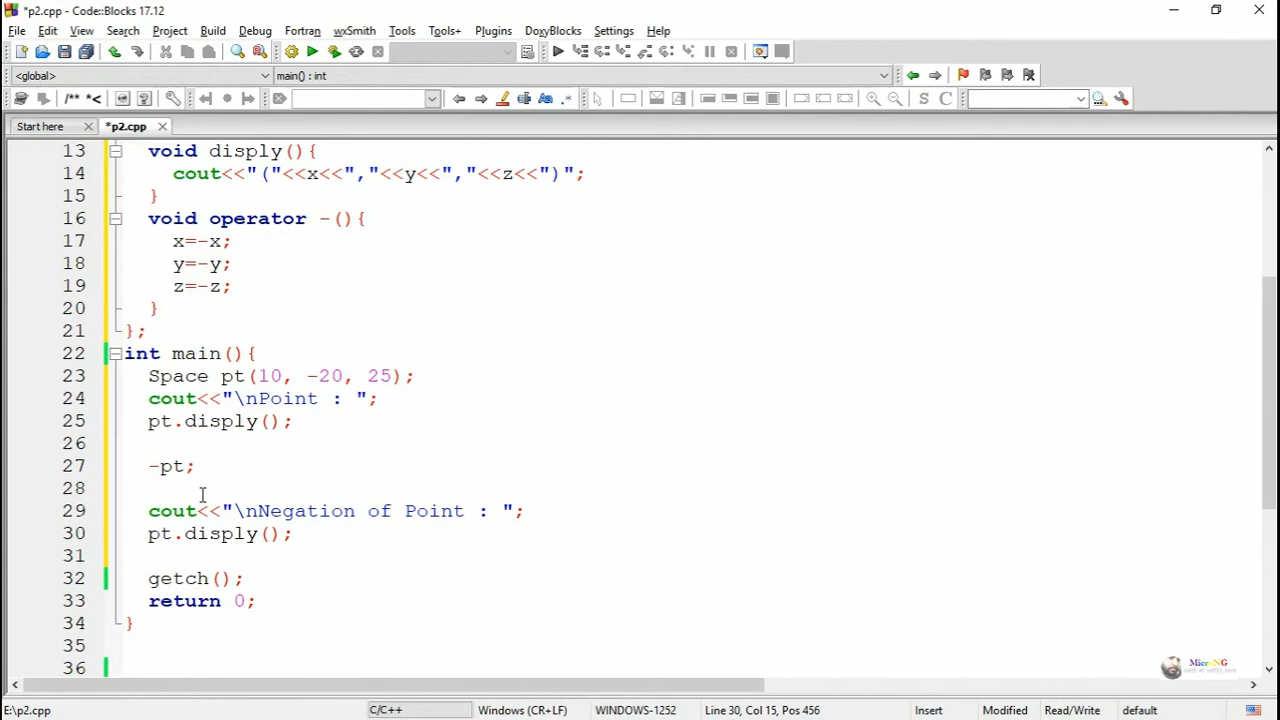 *p2.cpp - Code::Blocks 17.12
File Edit View Search Project Build Debug Fortran wxSmith Tools Tools+ Plugins DoxyBlocks Settings Help
<global> main() : int
/** *<
S C
Start here *p2.cpp
13 void disply(){
14 cout<<"("<<x<<","<<y<<","<<z<<")";
15 }
16 void operator -(){
17 x=-x;
18 y=-y;
19 z=-z;
20 }
21 };
22 int main(){
23 Space pt(10, -20, 25);
24 cout<<"\nPoint : ";
25 pt.disply();
26
27 -pt;
28
29 cout<<"\nNegation of Point : ";
30 pt.disply();
31
32 getch();
33 return 0;
34 }
35
36
E:\p2.cpp C/C++ Windows (CR+LF) WINDOWS-1252 Line 30, Col 15, Pos 456 Insert Modified Read/Write default